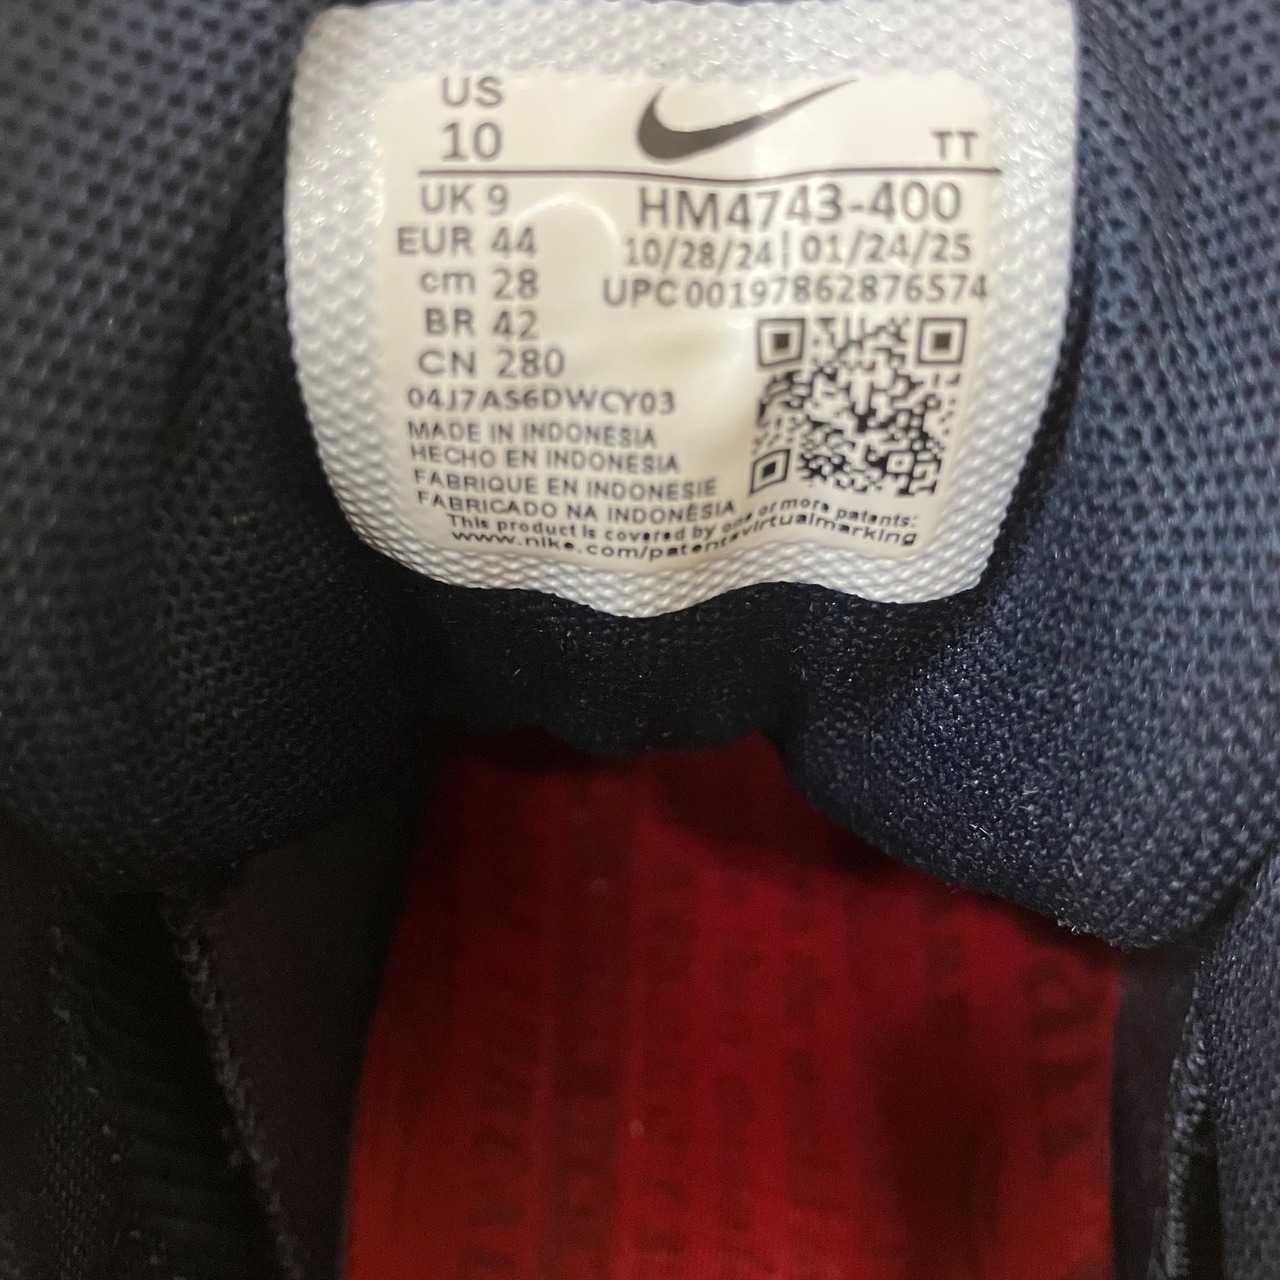 US
10
TT
UK 9
EUR 44
cm 28
BR 42
CN 280
HM4743-400
10/28/24 | 01/24/25
UPC 00197862876574
04J7AS6DWCY03
MADE IN INDONESIA
HECHO EN INDONESIA
FABRIQUE EN INDONESIE
FABRICADO NA INDONÉSIA
This product is covered by one or more patents:
www.nike.com/patentsvirtualmarking